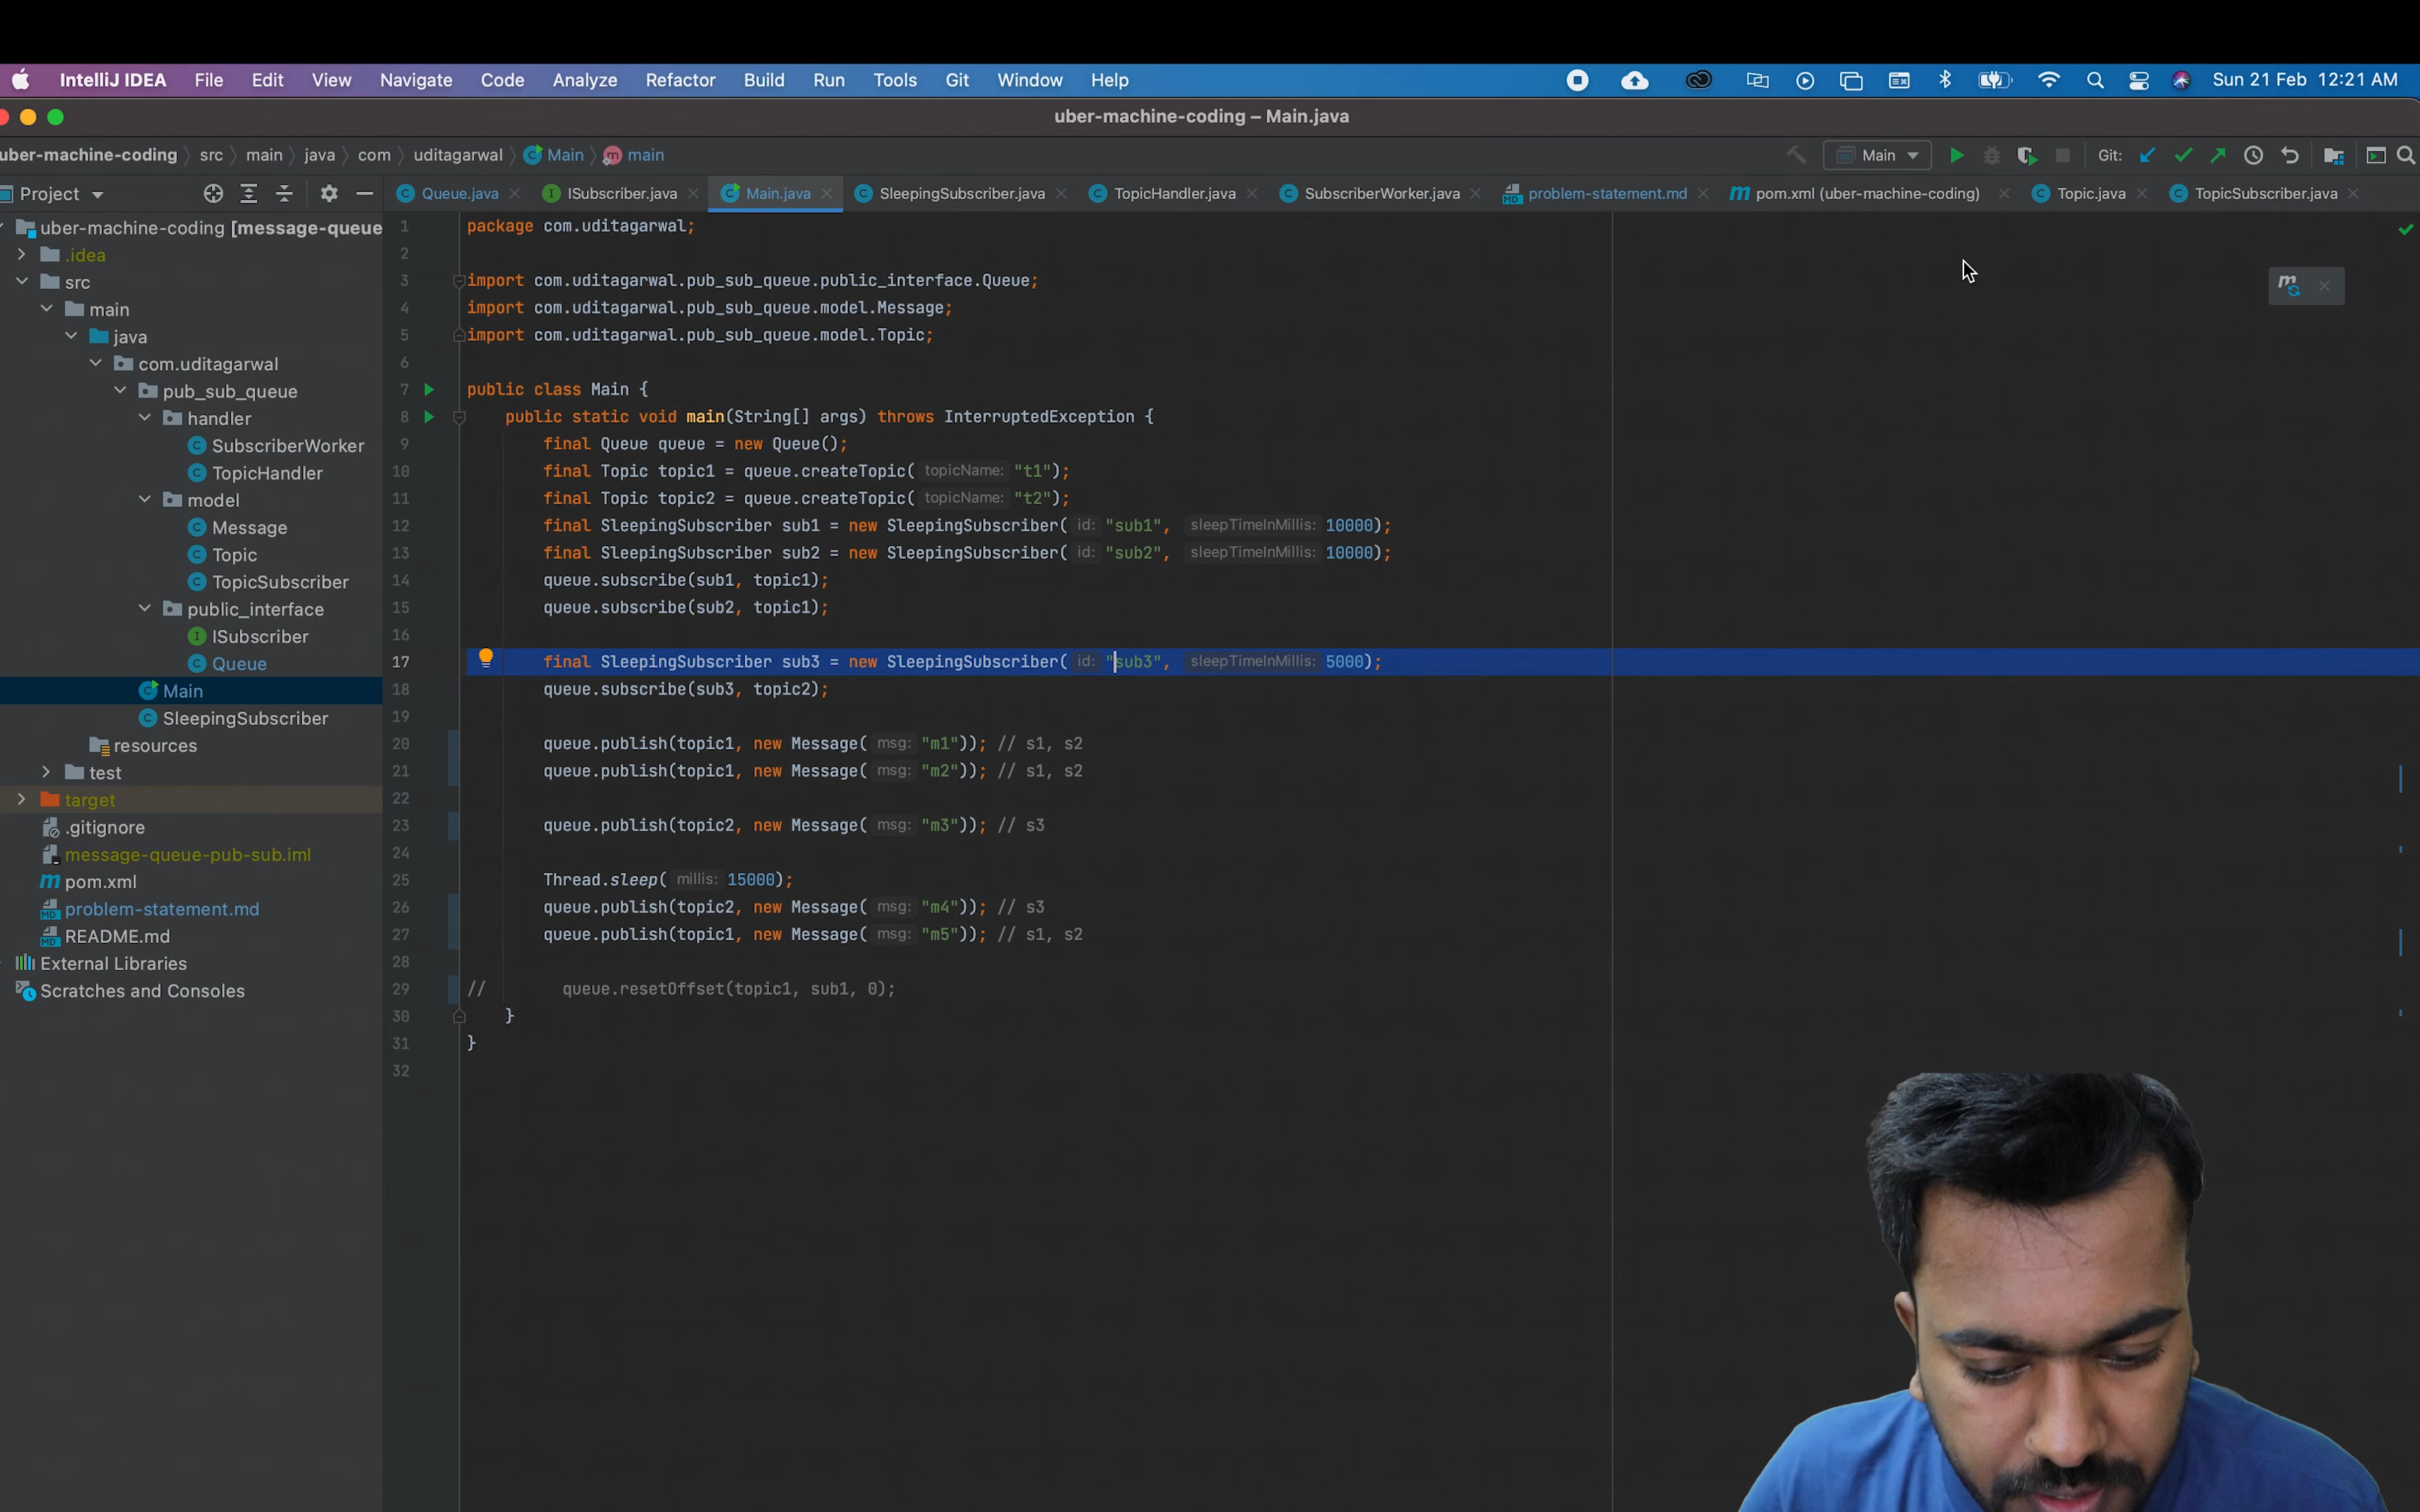 IntelliJ IDEA File Edit View Navigate Code Analyze Refactor Build Run Tools Git Window Help Sun 21 Feb 12:21 AM
uber-machine-coding – Main.java
uber-machine-coding src main java com uditagarwal Main main Main Git:
Project Queue.java ISubscriber.java Main.java SleepingSubscriber.java TopicHandler.java SubscriberWorker.java problem-statement.md pom.xml (uber-machine-coding) Topic.java TopicSubscriber.java
uber-machine-coding [message-queue
.idea
src
main
java
com.uditagarwal
pub_sub_queue
handler
SubscriberWorker
TopicHandler
model
Message
Topic
TopicSubscriber
public_interface
ISubscriber
Queue
Main
SleepingSubscriber
resources
test
target
.gitignore
message-queue-pub-sub.iml
pom.xml
problem-statement.md
README.md
External Libraries
Scratches and Consoles
1 package com.uditagarwal;
2
3 import com.uditagarwal.pub_sub_queue.public_interface.Queue;
4 import com.uditagarwal.pub_sub_queue.model.Message;
5 import com.uditagarwal.pub_sub_queue.model.Topic;
6
7 public class Main {
8 public static void main(String[] args) throws InterruptedException {
9 final Queue queue = new Queue();
10 final Topic topic1 = queue.createTopic( topicName: "t1");
11 final Topic topic2 = queue.createTopic( topicName: "t2");
12 final SleepingSubscriber sub1 = new SleepingSubscriber( id: "sub1", sleepTimeInMillis: 10000);
13 final SleepingSubscriber sub2 = new SleepingSubscriber( id: "sub2", sleepTimeInMillis: 10000);
14 queue.subscribe(sub1, topic1);
15 queue.subscribe(sub2, topic1);
16
17 final SleepingSubscriber sub3 = new SleepingSubscriber( id: "sub3", sleepTimeInMillis: 5000);
18 queue.subscribe(sub3, topic2);
19
20 queue.publish(topic1, new Message( msg: "m1")); // s1, s2
21 queue.publish(topic1, new Message( msg: "m2")); // s1, s2
22
23 queue.publish(topic2, new Message( msg: "m3")); // s3
24
25 Thread.sleep( millis: 15000);
26 queue.publish(topic2, new Message( msg: "m4")); // s3
27 queue.publish(topic1, new Message( msg: "m5")); // s1, s2
28
29 // queue.resetOffset(topic1, sub1, 0);
30 }
31 }
32